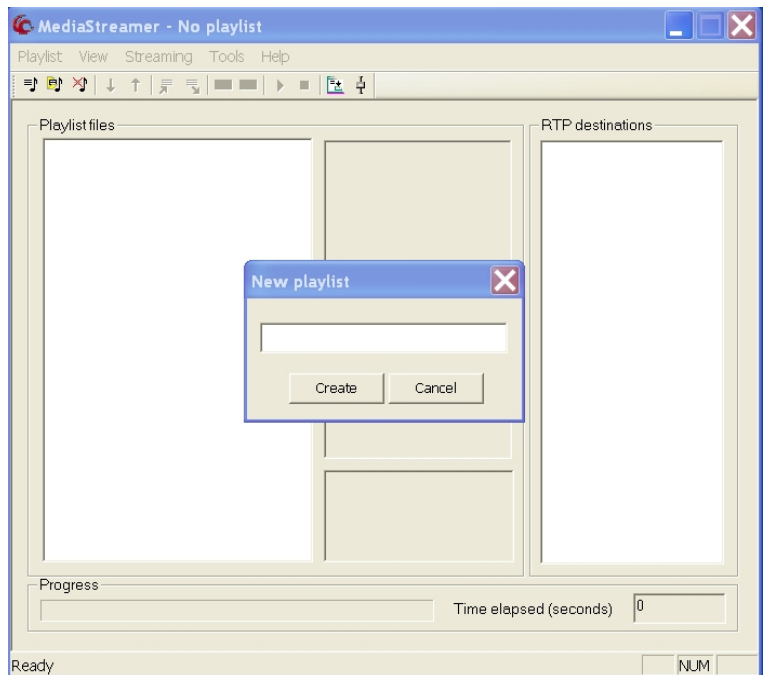 MediaStreamer - No playlist
Playlist View Streaming Tools Help
Playlist files
RTP destinations
New playlist
Create Cancel
Progress
Time elapsed (seconds) 0
Ready NUM